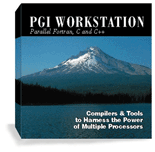 PGI WORKSTATION
Parallel Fortran, C and C++
Compilers & Tools
to Harness the Power
of Multiple Processors